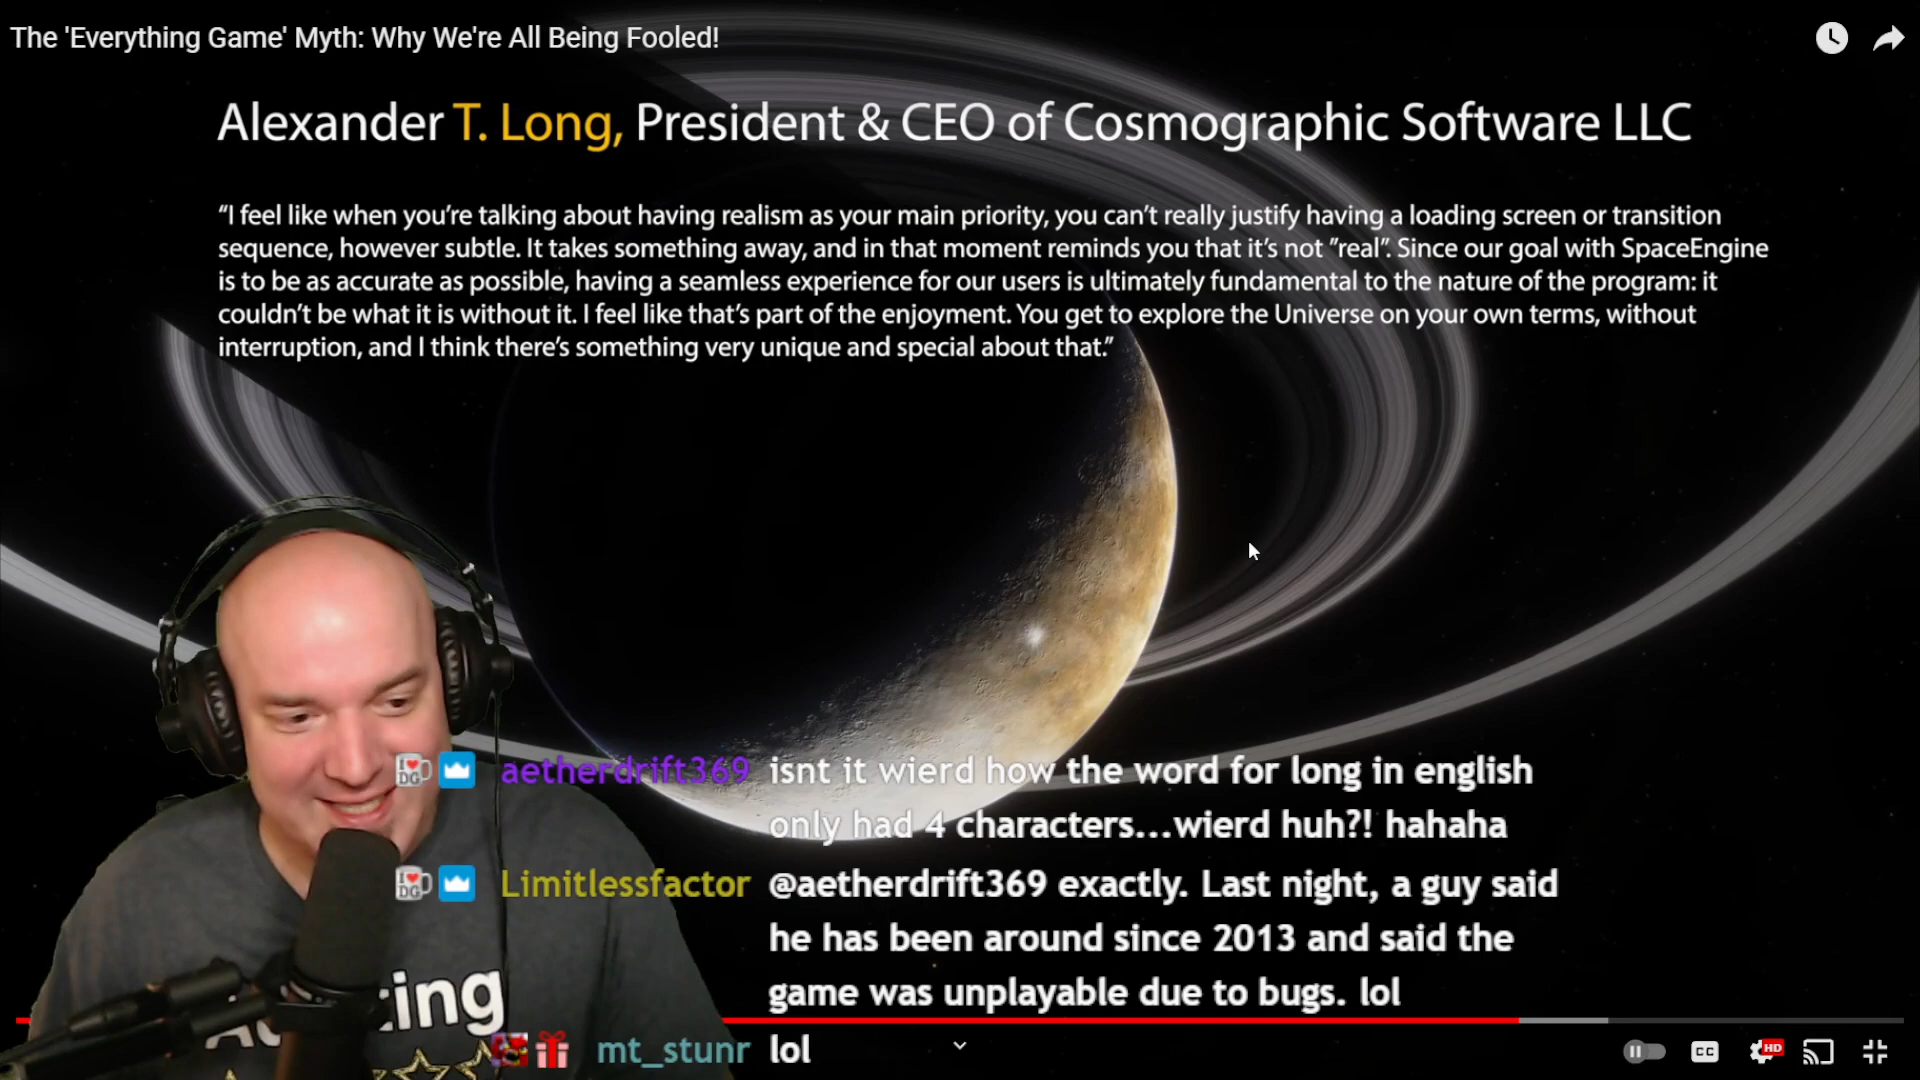 The 'Everything Game' Myth: Why We're All Being Fooled!
Alexander T. Long, President & CEO of Cosmographic Software LLC
“I feel like when you’re talking about having realism as your main priority, you can’t really justify having a loading screen or transition
sequence, however subtle. It takes something away, and in that moment reminds you that it’s not ”real”. Since our goal with SpaceEngine
is to be as accurate as possible, having a seamless experience for our users is ultimately fundamental to the nature of the program: it
couldn’t be what it is without it. I feel like that’s part of the enjoyment. You get to explore the Universe on your own terms, without
interruption, and I think there’s something very unique and special about that.”
I ♥ DG aetherdrift369 isnt it wierd how the word for long in english
only had 4 characters...wierd huh?! hahaha
I ♥ DG Limitlessfactor @aetherdrift369 exactly. Last night, a guy said
he has been around since 2013 and said the
game was unplayable due to bugs. lol
mt_stunr lol
CC HD